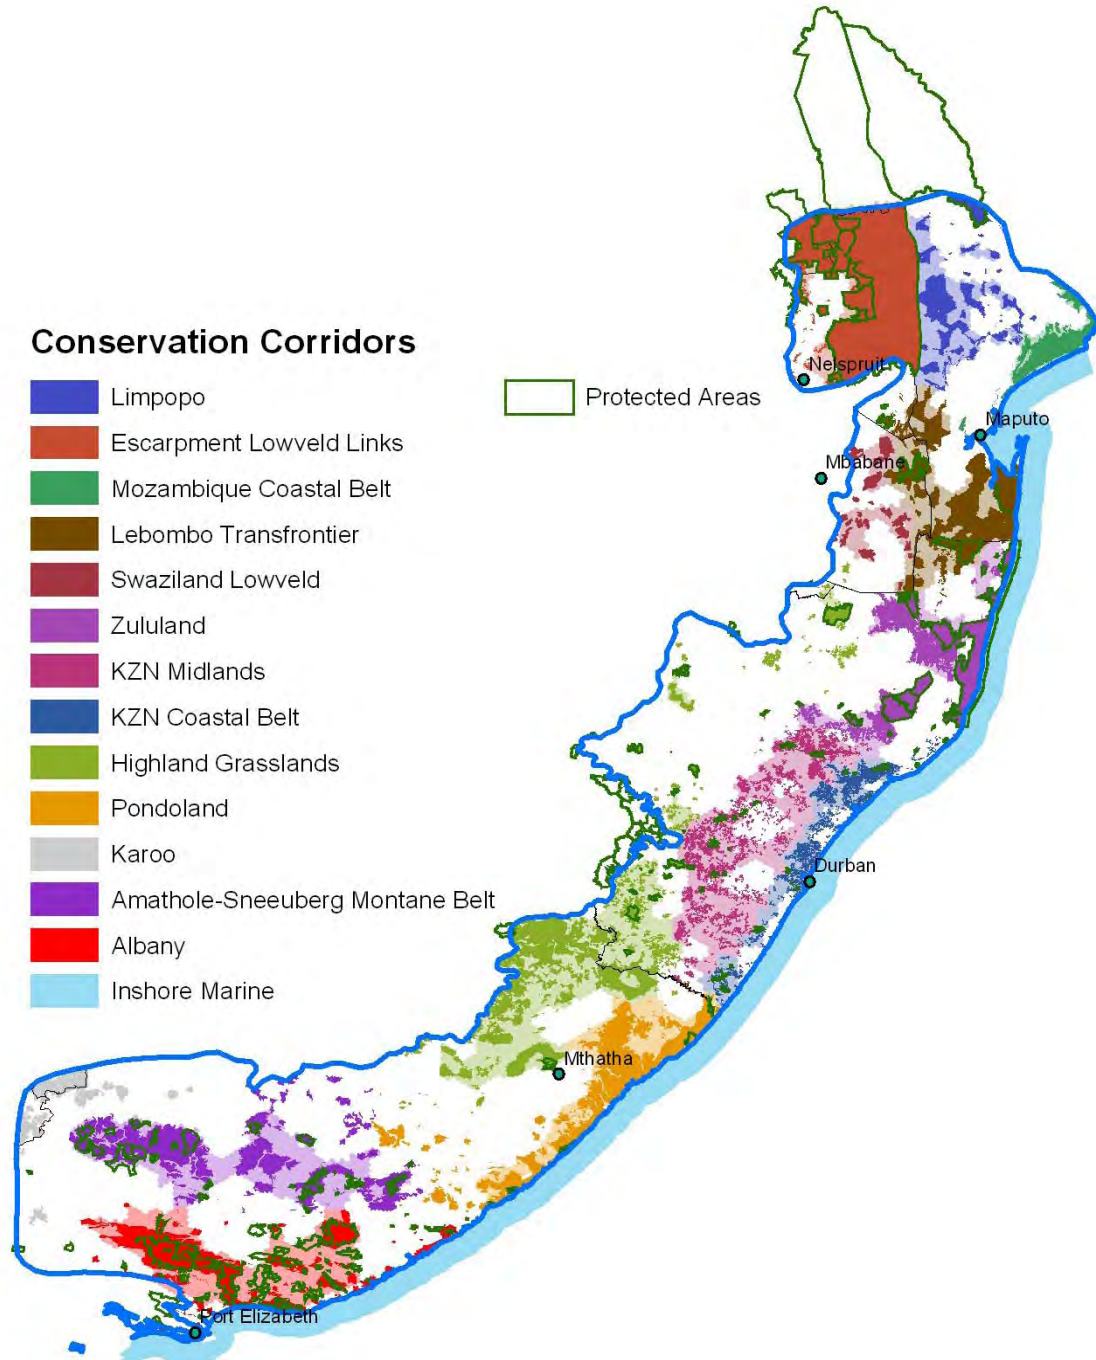 Conservation Corridors
Limpopo
Escarpment Lowveld Links
Mozambique Coastal Belt
Lebombo Transfrontier
Swaziland Lowveld
Zululand
KZN Midlands
KZN Coastal Belt
Highland Grasslands
Pondoland
Karoo
Amathole-Sneeuberg Montane Belt
Albany
Inshore Marine
Protected Areas
Nelspruit
Maputo
Mbabane
Durban
Mthatha
Port Elizabeth